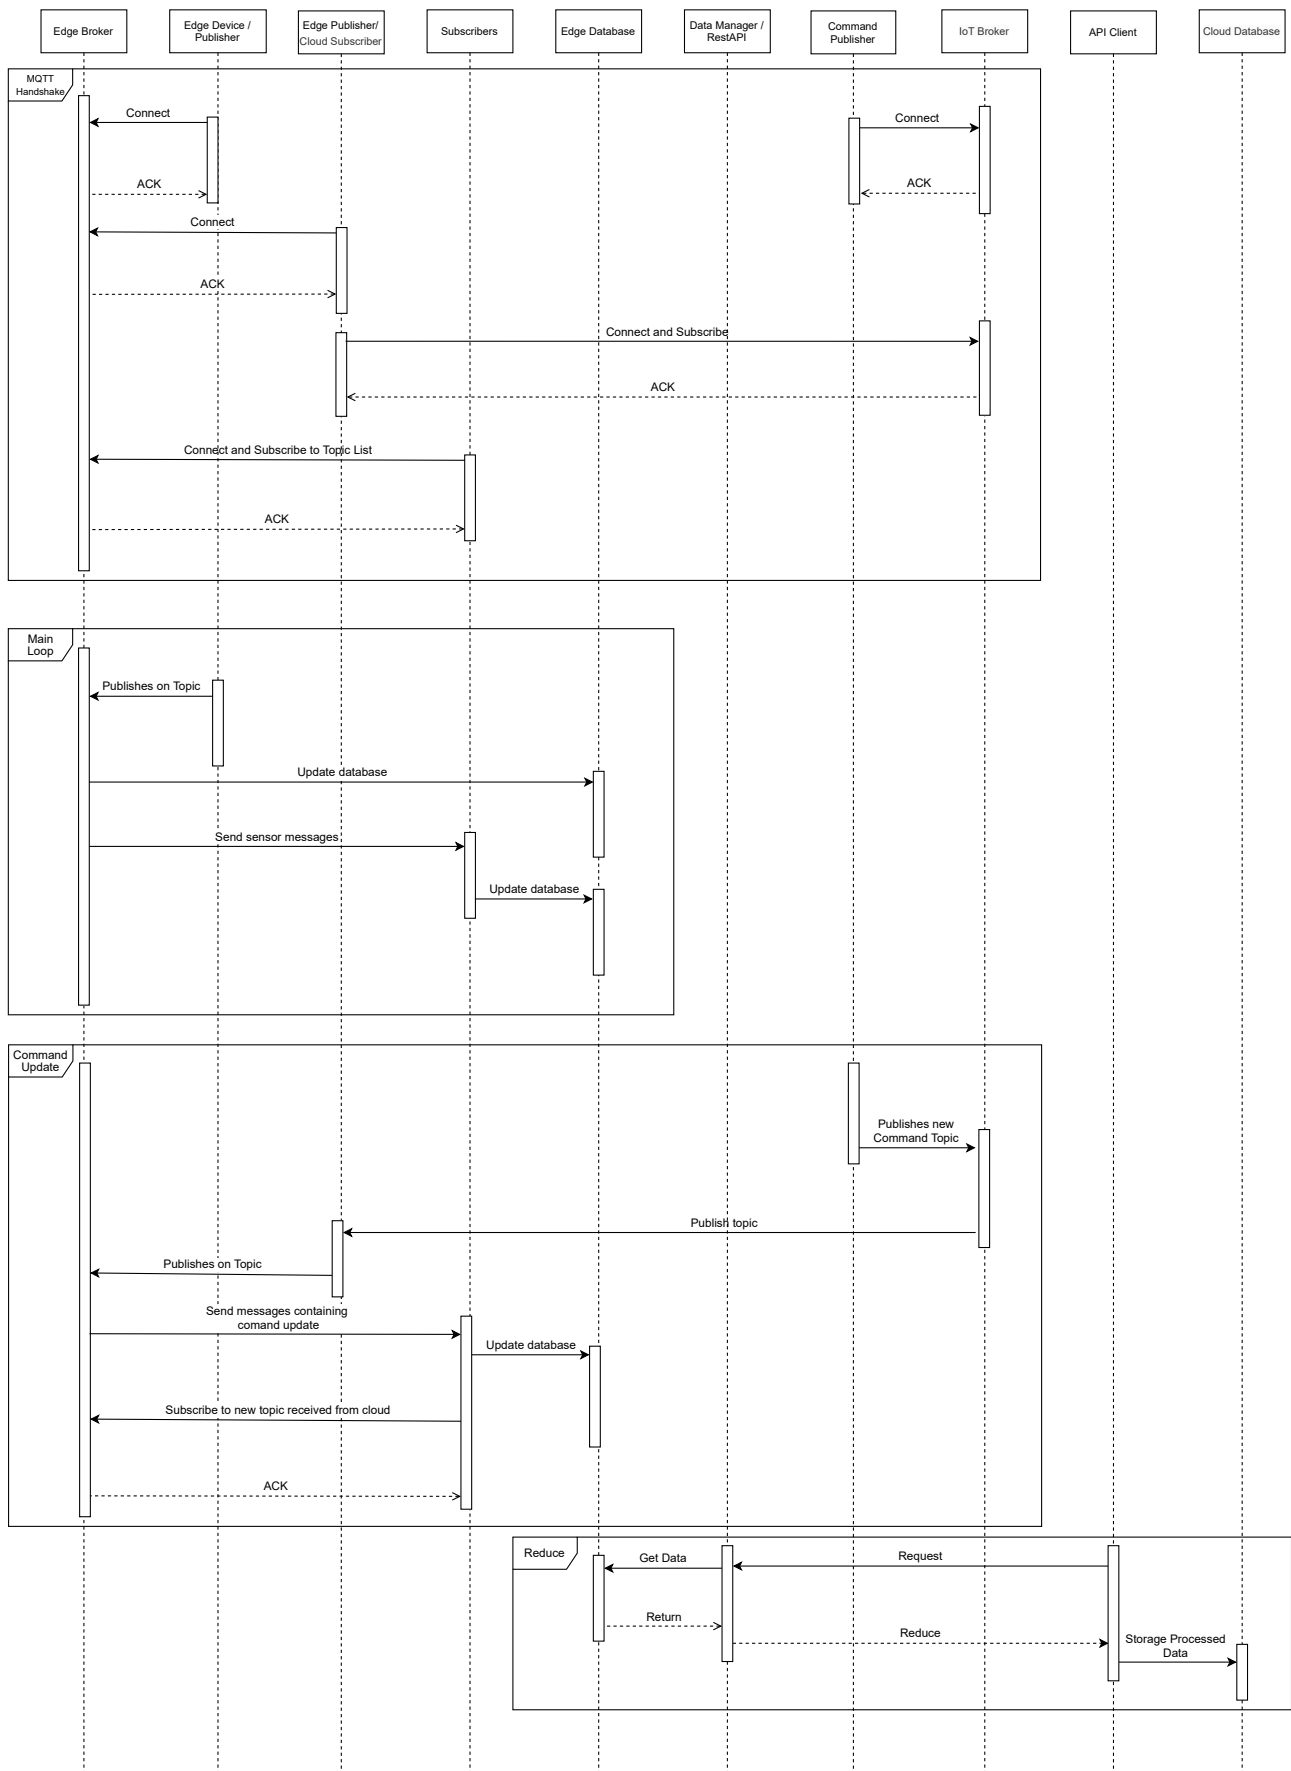 Edge Broker
Edge Device /
Publisher
Edge Publisher/
Cloud Subscriber
Subscribers
Edge Database
Data Manager /
RestAPI
Command
Publisher
IoT Broker
API Client
Cloud Database
MQTT
Handshake
Connect
Connect
ACK
ACK
Connect
ACK
Connect and Subscribe
ACK
Connect and Subscribe to Topic List
ACK
Main
Loop
Publishes on Topic
Update database
Send sensor messages
Update database
Command
Update
Publishes new
Command Topic
Publish topic
Publishes on Topic
Send messages containing
comand update
Update database
Subscribe to new topic received from cloud
ACK
Reduce
Get Data
Request
Return
Reduce
Storage Processed
Data